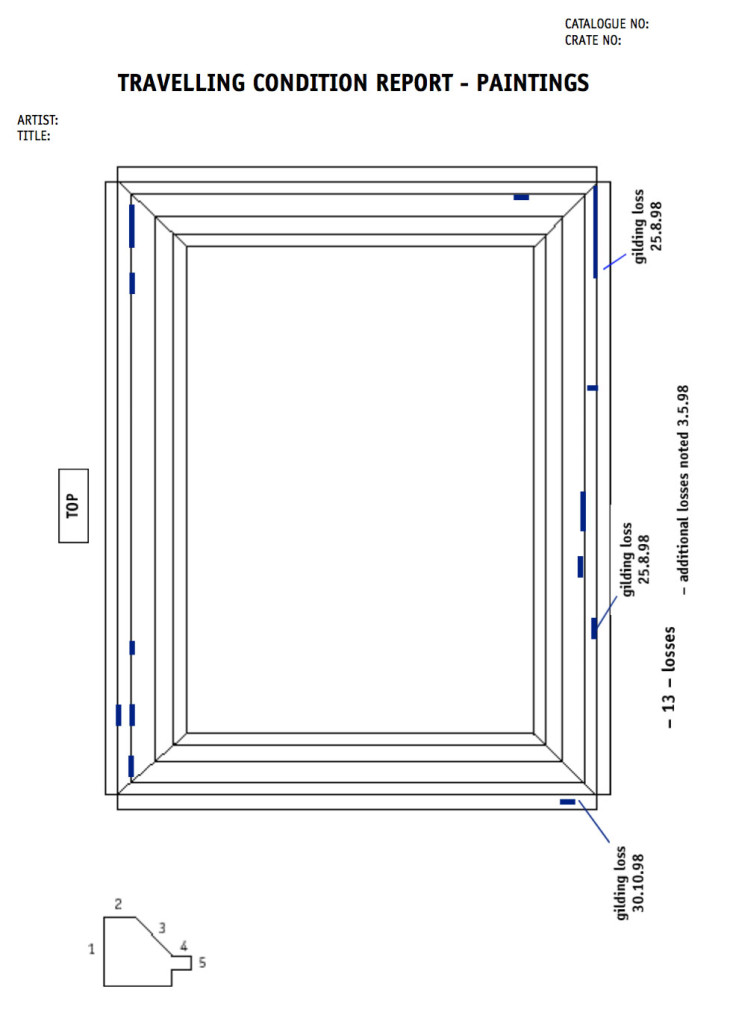 CATALOGUE NO:
CRATE NO:
TRAVELLING CONDITION REPORT - PAINTINGS
ARTIST:
TITLE:
gilding loss
25.8.98
– additional losses noted 3.5.98
TOP
gilding loss
25.8.98
– 13 – losses
gilding loss
30.10.98
2
3
1
4
5